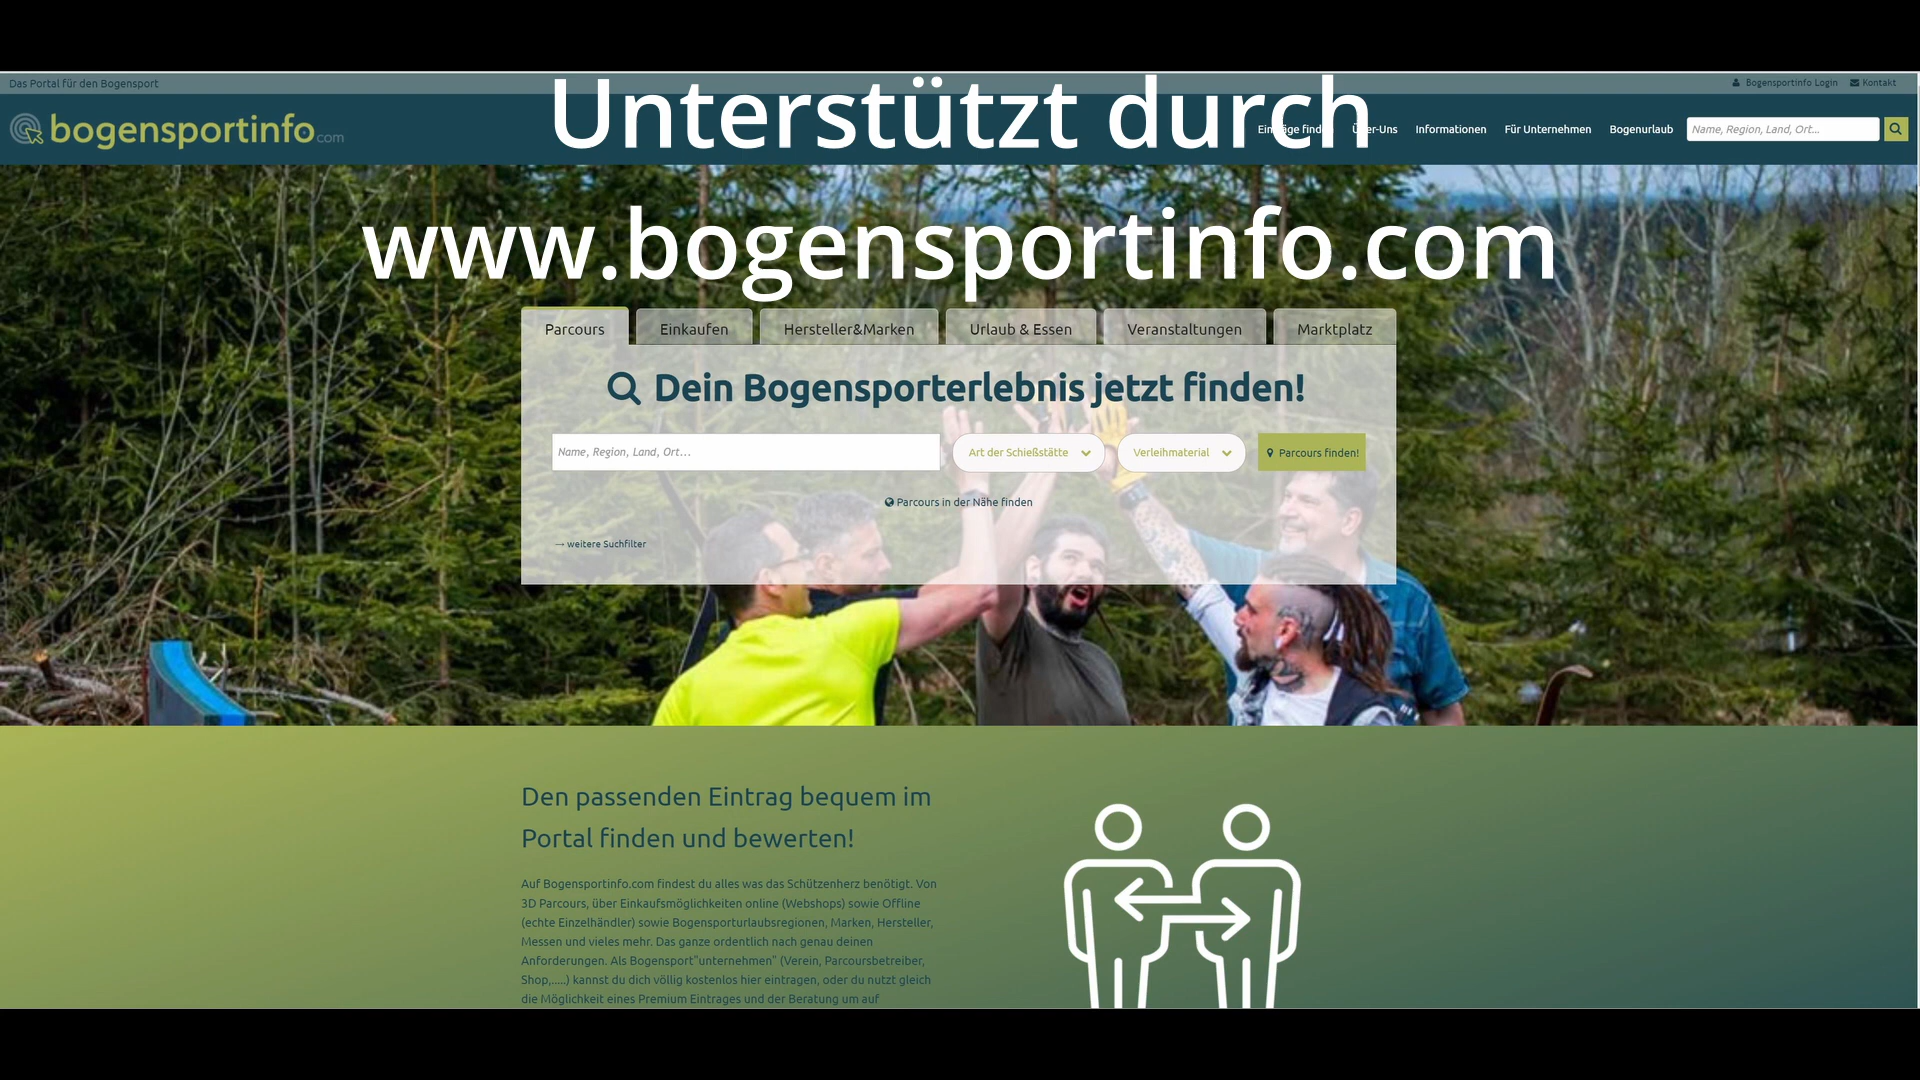 Das Portal für den Bogensport
Bogensportinfo Login
Kontakt
bogensportinfo.com
Unterstützt durch
Einträge finden
Über-Uns
Informationen
Für Unternehmen
Bogenurlaub
Name, Region, Land, Ort...
www.bogensportinfo.com
Parcours
Einkaufen
Hersteller&Marken
Urlaub & Essen
Veranstaltungen
Marktplatz
Dein Bogensporterlebnis jetzt finden!
Name, Region, Land, Ort...
Art der Schießstätte
Verleihmaterial
Parcours finden!
Parcours in der Nähe finden
→ weitere Suchfilter
Den passenden Eintrag bequem im
Portal finden und bewerten!
Auf Bogensportinfo.com findest du alles was das Schützenherz benötigt. Von
3D Parcours, über Einkaufsmöglichkeiten online (Webshops) sowie Offline
(echte Einzelhändler) sowie Bogensporturlaubsregionen, Marken, Hersteller,
Messen und vieles mehr. Das ganze ordentlich nach genau deinen
Anforderungen. Als Bogensport"unternehmen" (Verein, Parcoursbetreiber,
Shop,.....) kannst du dich völlig kostenlos hier eintragen, oder du nutzt gleich
die Möglichkeit eines Premium Eintrages und der Beratung um auf